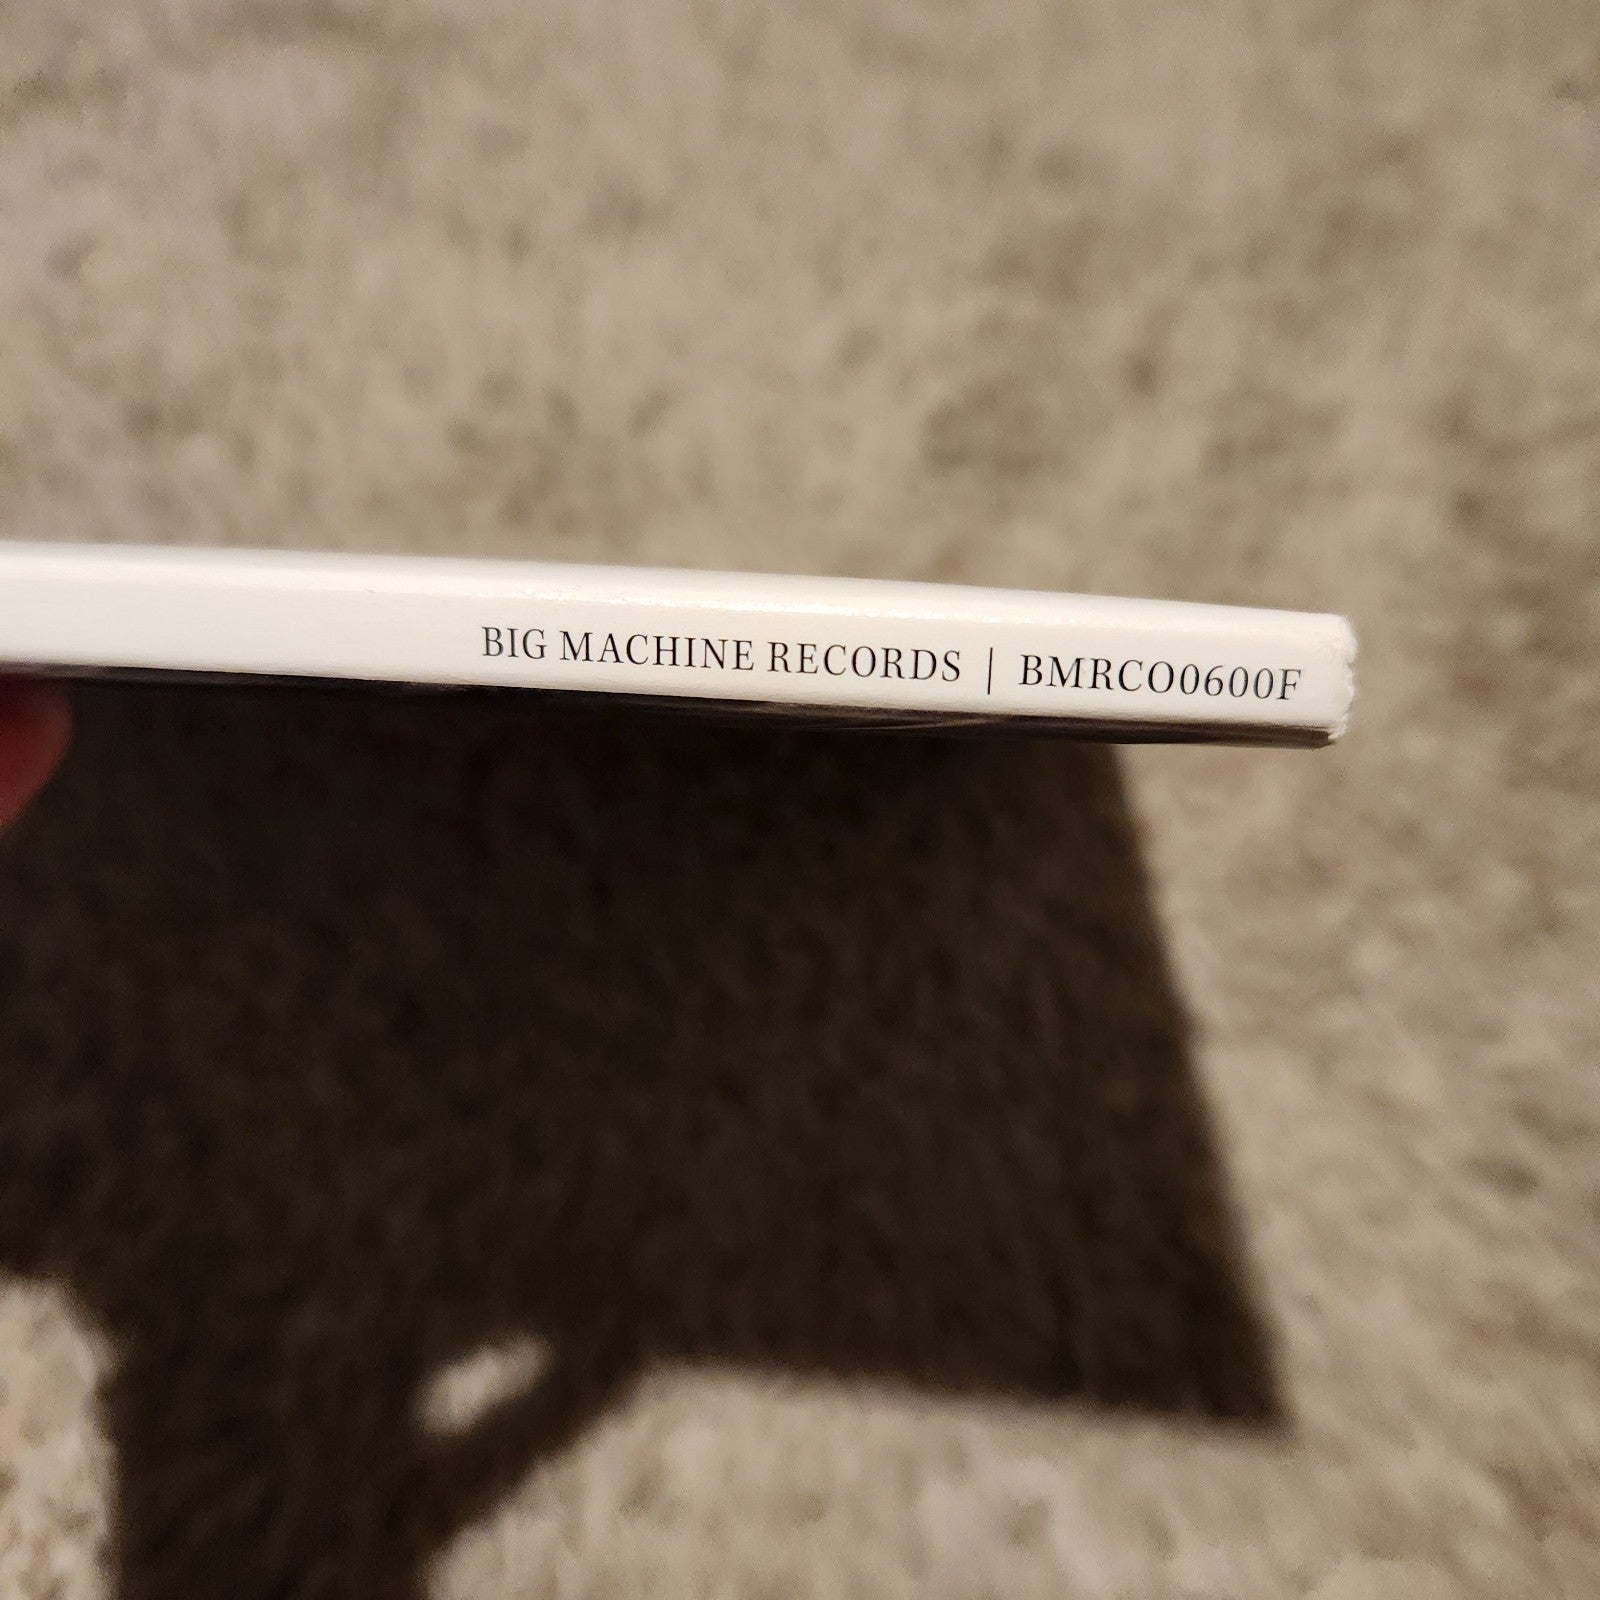 BIG MACHINE RECORDS | BMRCO0600F